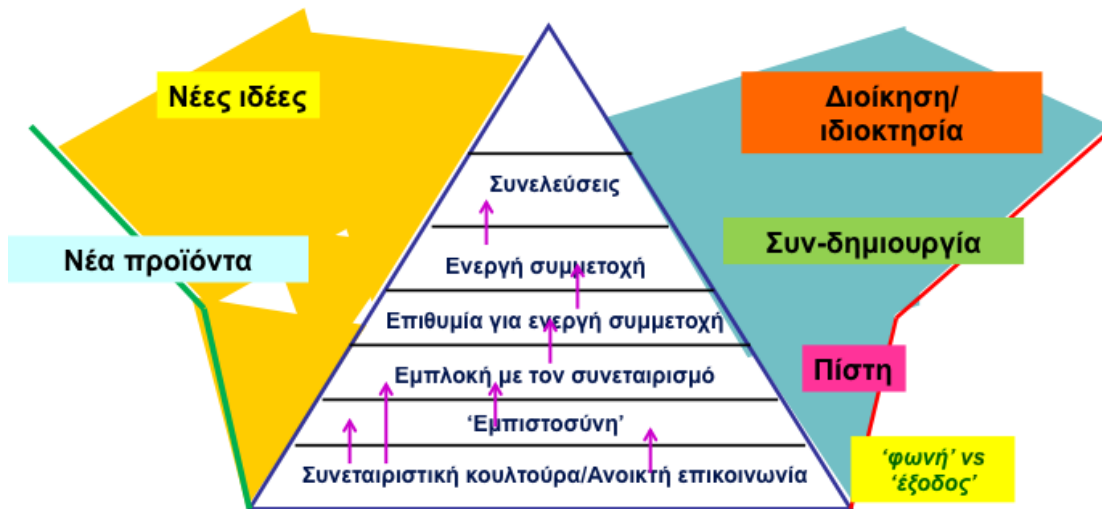 Νέες ιδέες
Νέα προϊόντα
Συνελεύσεις
Ενεργή συμμετοχή
Επιθυμία για ενεργή συμμετοχή
Εμπλοκή με τον συνεταιρισμό
‘Εμπιστοσύνη’
Συνεταιριστική κουλτούρα/Ανοικτή επικοινωνία
Διοίκηση/
ιδιοκτησία
Συν-δημιουργία
Πίστη
‘φωνή’ vs
‘έξοδος’